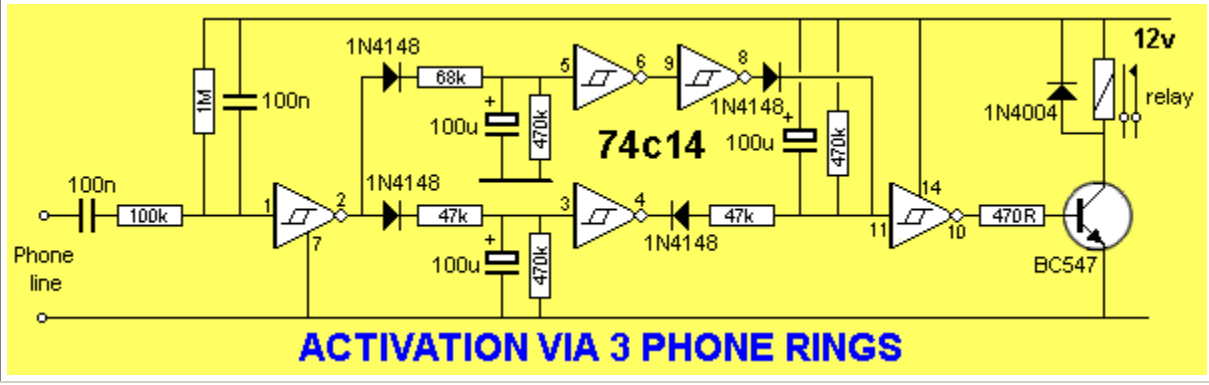 12v
1N4148
5
6
9
8
68k
1M
100n
1N4148
1N4004
relay
+
100u
470k
74c14
+
100u
470k
100n
100k
1
2
7
1N4148
47k
3
4
47k
1N4148
14
11
10
470R
BC547
Phone
line
+
100u
470k
ACTIVATION VIA 3 PHONE RINGS